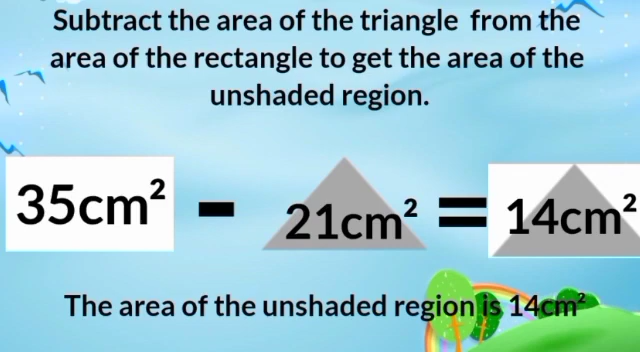 Subtract the area of the triangle from the
area of the rectangle to get the area of the
unshaded region.
35cm² - 21cm² = 14cm²
The area of the unshaded region is 14cm²